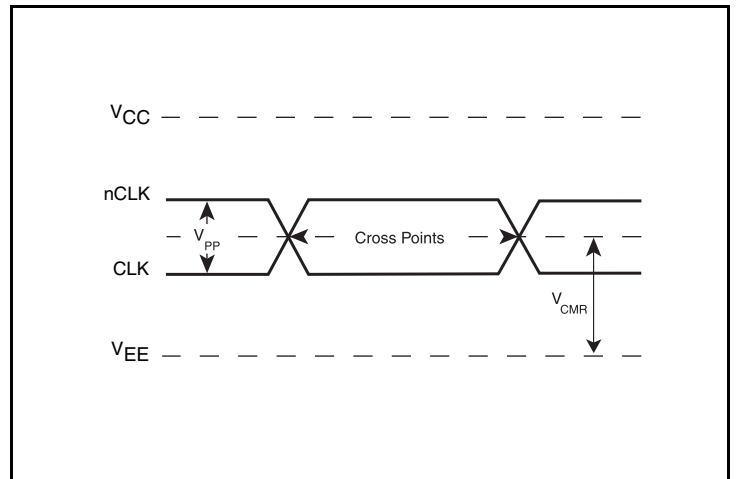 VCC
nCLK
VPP
Cross Points
CLK
VCMR
VEE